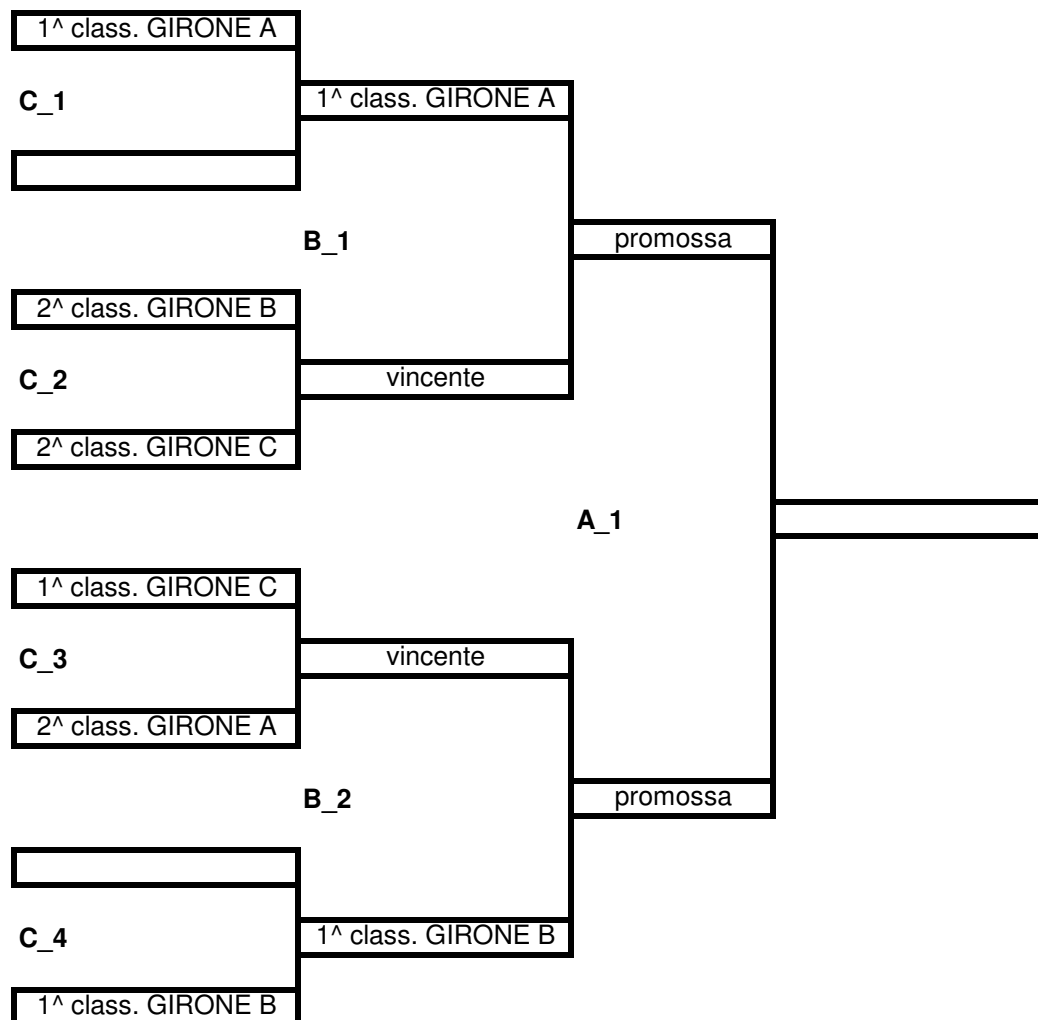 1^ class. GIRONE A
C_1
1^ class. GIRONE A
B_1
promossa
2^ class. GIRONE B
C_2
vincente
2^ class. GIRONE C
A_1
1^ class. GIRONE C
C_3
vincente
2^ class. GIRONE A
B_2
promossa
C_4
1^ class. GIRONE B
1^ class. GIRONE B